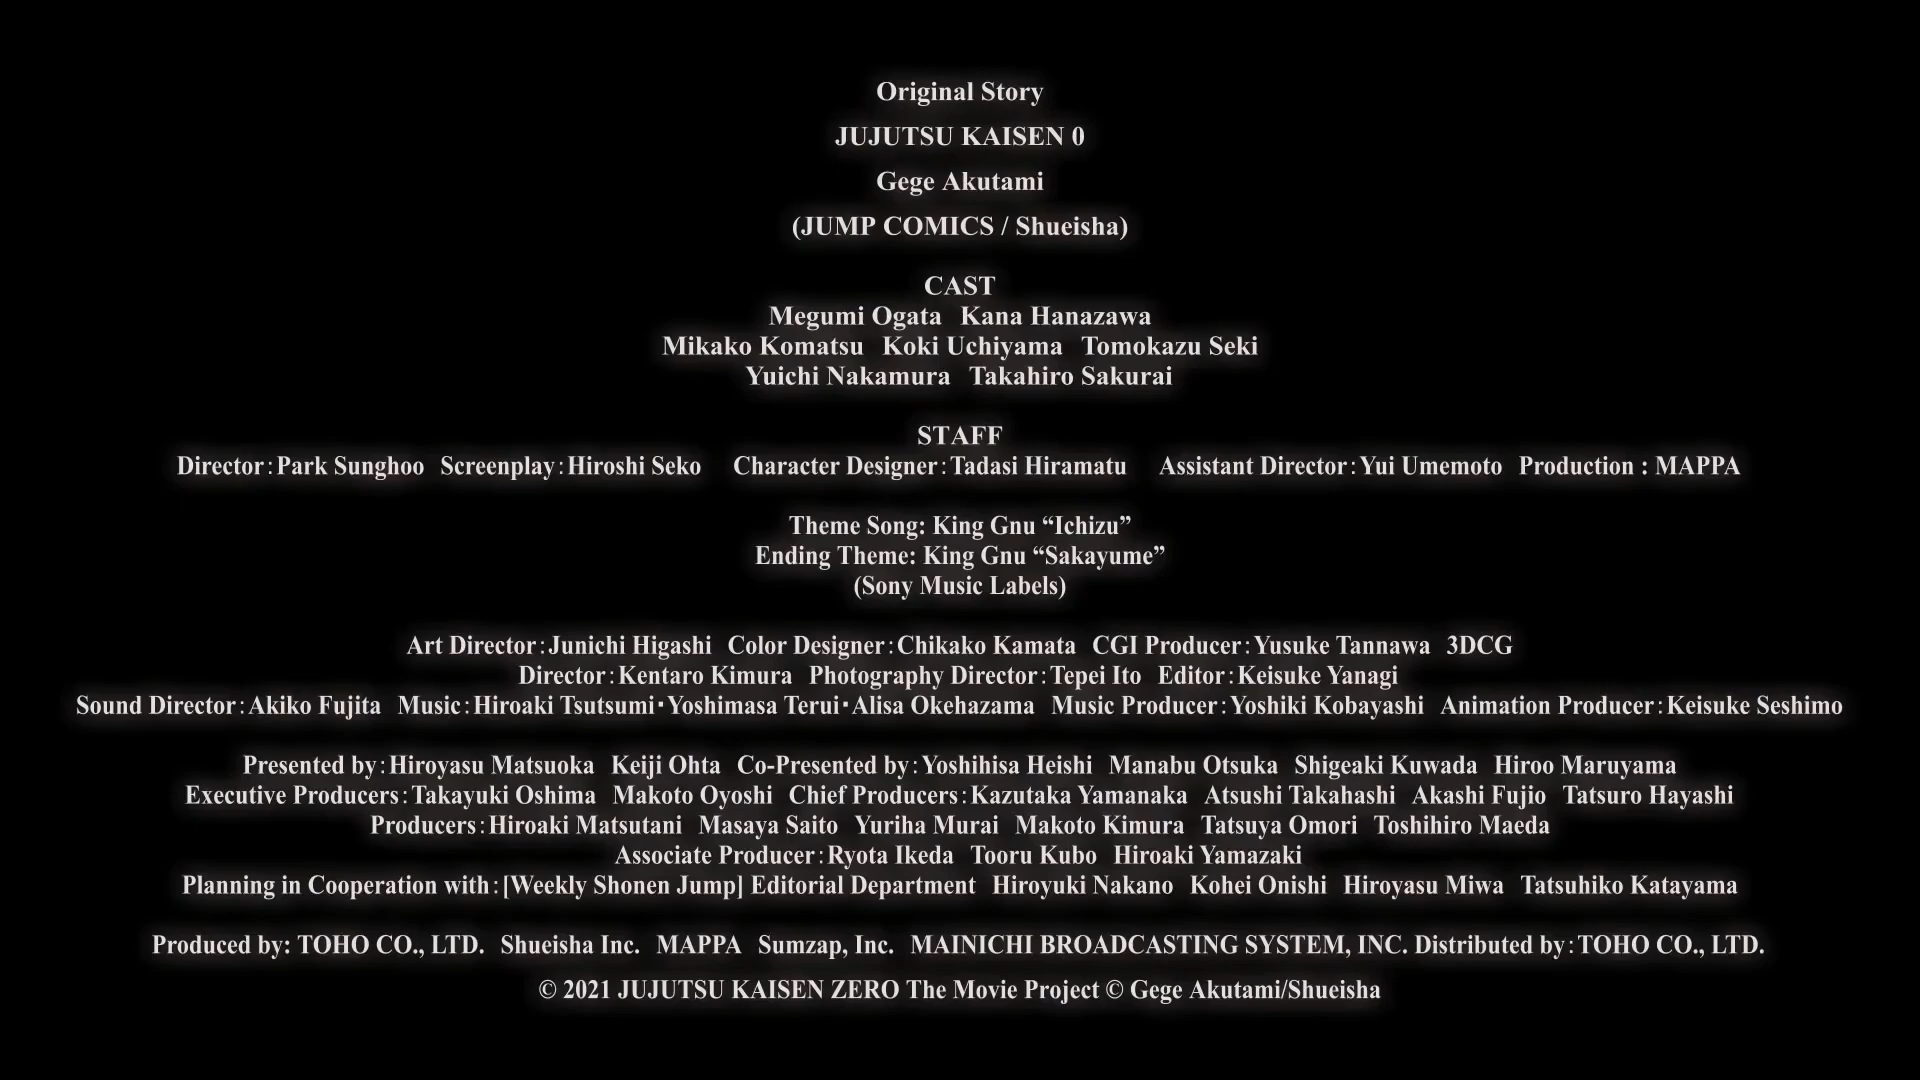 Original Story
JUJUTSU KAISEN 0
Gege Akutami
(JUMP COMICS / Shueisha)
CAST
Megumi Ogata Kana Hanazawa
Mikako Komatsu Koki Uchiyama Tomokazu Seki
Yuichi Nakamura Takahiro Sakurai
STAFF
Director:Park Sunghoo Screenplay:Hiroshi Seko Character Designer:Tadasi Hiramatu Assistant Director:Yui Umemoto Production : MAPPA
Theme Song: King Gnu “Ichizu”
Ending Theme: King Gnu “Sakayume”
(Sony Music Labels)
Art Director:Junichi Higashi Color Designer:Chikako Kamata CGI Producer:Yusuke Tannawa 3DCG
Director:Kentaro Kimura Photography Director:Tepei Ito Editor:Keisuke Yanagi
Sound Director:Akiko Fujita Music:Hiroaki Tsutsumi・Yoshimasa Terui・Alisa Okehazama Music Producer:Yoshiki Kobayashi Animation Producer:Keisuke Seshimo
Presented by:Hiroyasu Matsuoka Keiji Ohta Co-Presented by:Yoshihisa Heishi Manabu Otsuka Shigeaki Kuwada Hiroo Maruyama
Executive Producers:Takayuki Oshima Makoto Oyoshi Chief Producers:Kazutaka Yamanaka Atsushi Takahashi Akashi Fujio Tatsuro Hayashi
Producers:Hiroaki Matsutani Masaya Saito Yuriha Murai Makoto Kimura Tatsuya Omori Toshihiro Maeda
Associate Producer:Ryota Ikeda Tooru Kubo Hiroaki Yamazaki
Planning in Cooperation with:[Weekly Shonen Jump] Editorial Department Hiroyuki Nakano Kohei Onishi Hiroyasu Miwa Tatsuhiko Katayama
Produced by: TOHO CO., LTD. Shueisha Inc. MAPPA Sumzap, Inc. MAINICHI BROADCASTING SYSTEM, INC. Distributed by:TOHO CO., LTD.
© 2021 JUJUTSU KAISEN ZERO The Movie Project © Gege Akutami/Shueisha